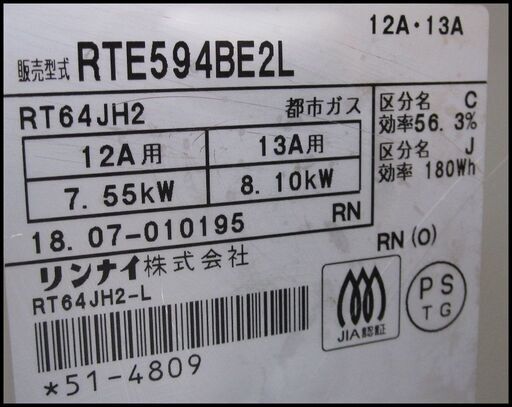 12A・13A
販売型式 RTE594BE2L
RT64JH2 都市ガス
12A用 13A用
7.55kW 8.10kW
18.07-010195 RN
区分名 C
効率56.3%
区分名 J
効率 180Wh
リンナイ株式会社
RN(0)
RT64JH2-L
JIA認証
PS
TG
*51-4809